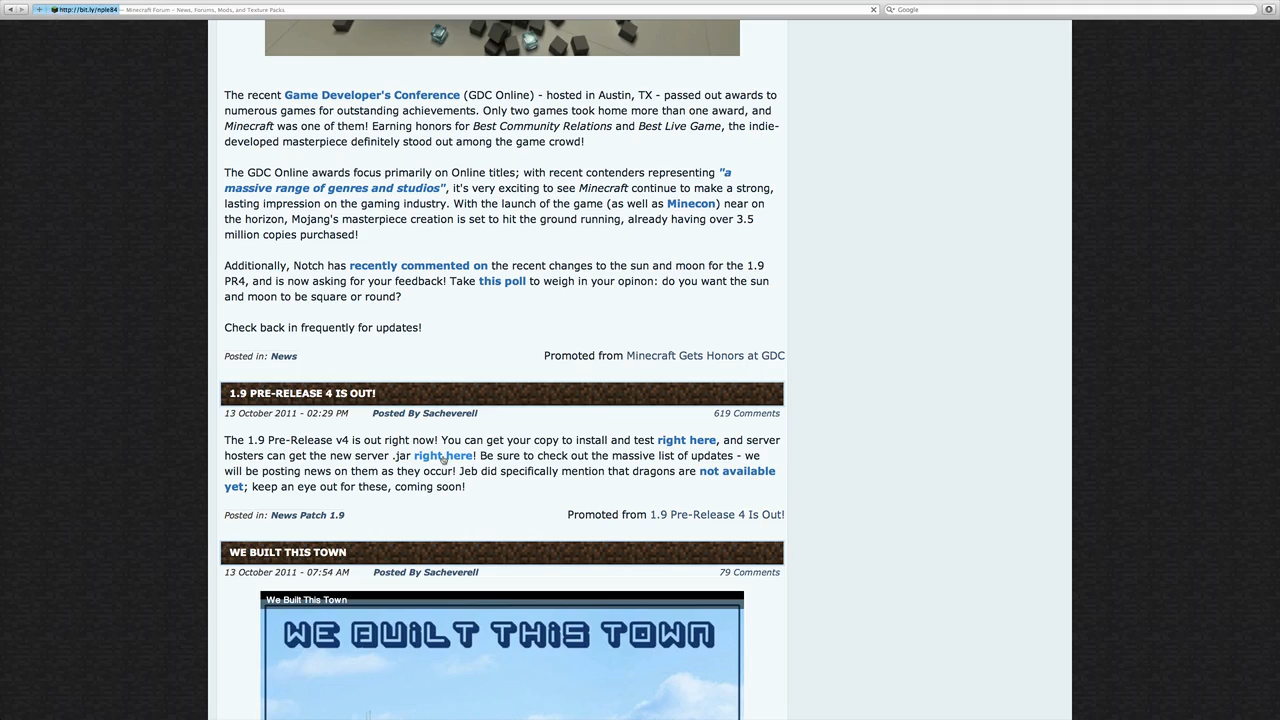 http://bit.ly/nple84 — Minecraft Forum — News, Forums, Mods, and Texture Packs
Google
The recent Game Developer's Conference (GDC Online) - hosted in Austin, TX - passed out awards to
numerous games for outstanding achievements. Only two games took home more than one award, and
Minecraft was one of them! Earning honors for Best Community Relations and Best Live Game, the indie-
developed masterpiece definitely stood out among the game crowd!
The GDC Online awards focus primarily on Online titles; with recent contenders representing "a
massive range of genres and studios", it's very exciting to see Minecraft continue to make a strong,
lasting impression on the gaming industry. With the launch of the game (as well as Minecon) near on
the horizon, Mojang's masterpiece creation is set to hit the ground running, already having over 3.5
million copies purchased!
Additionally, Notch has recently commented on the recent changes to the sun and moon for the 1.9
PR4, and is now asking for your feedback! Take this poll to weigh in your opinon: do you want the sun
and moon to be square or round?
Check back in frequently for updates!
Posted in: News Promoted from Minecraft Gets Honors at GDC
1.9 PRE-RELEASE 4 IS OUT!
13 October 2011 - 02:29 PM Posted By Sacheverell 619 Comments
The 1.9 Pre-Release v4 is out right now! You can get your copy to install and test right here, and server
hosters can get the new server .jar right here! Be sure to check out the massive list of updates - we
will be posting news on them as they occur! Jeb did specifically mention that dragons are not available
yet; keep an eye out for these, coming soon!
Posted in: News Patch 1.9 Promoted from 1.9 Pre-Release 4 Is Out!
WE BUILT THIS TOWN
13 October 2011 - 07:54 AM Posted By Sacheverell 79 Comments
We Built This Town
WE BUILT THIS TOWN